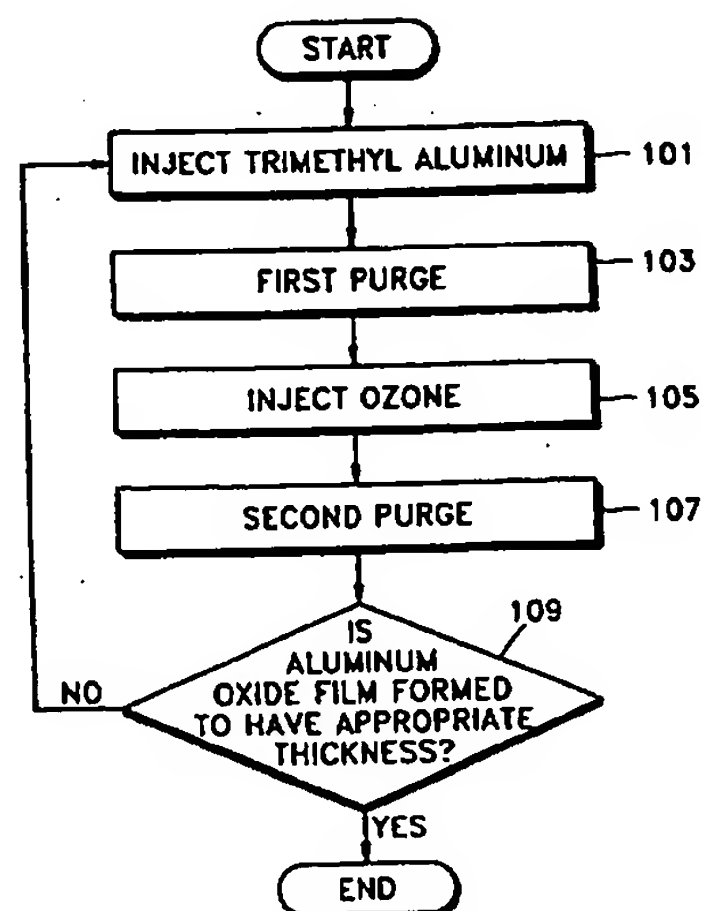 START
INJECT TRIMETHYL ALUMINUM
101
FIRST PURGE
103
INJECT OZONE
105
SECOND PURGE
107
109
IS
ALUMINUM
OXIDE FILM FORMED
TO HAVE APPROPRIATE
THICKNESS?
NO
YES
END